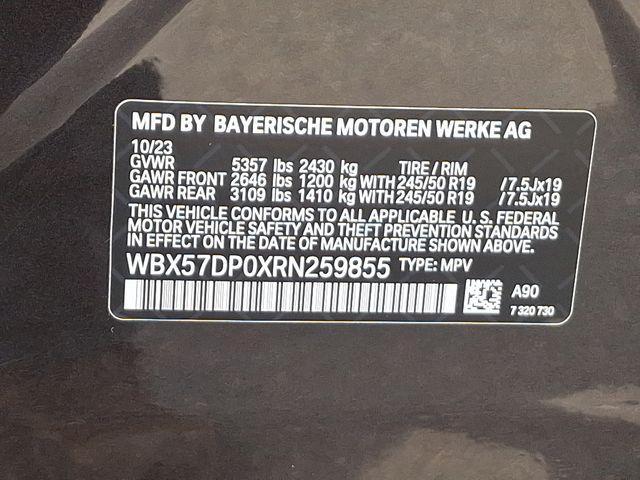 MFD BY BAYERISCHE MOTOREN WERKE AG
10/23
GVWR 5357 lbs 2430 kg TIRE / RIM
GAWR FRONT 2646 lbs 1200 kg WITH 245/50 R19 /7.5Jx19
GAWR REAR 3109 lbs 1410 kg WITH 245/50 R19 /7.5Jx19
THIS VEHICLE CONFORMS TO ALL APPLICABLE U. S. FEDERAL
MOTOR VEHICLE SAFETY AND THEFT PREVENTION STANDARDS
IN EFFECT ON THE DATE OF MANUFACTURE SHOWN ABOVE.
WBX57DP0XRN259855 TYPE: MPV
A90
7 320 730